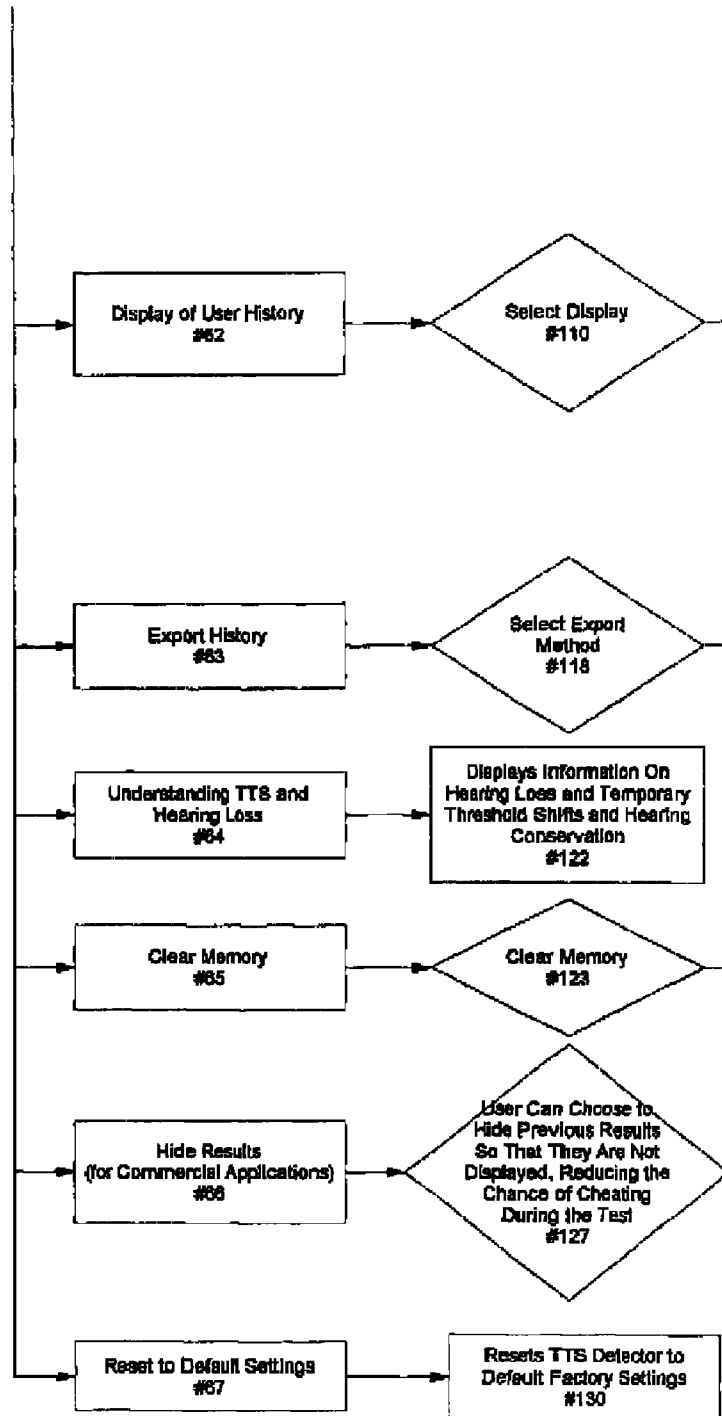 Display of User History
#62
Select Display
#110
Export History
#63
Select Export
Method
#118
Understanding TTS and
Hearing Loss
#64
Displays Information On
Hearing Loss and Temporary
Threshold Shifts and Hearing
Conservation
#122
Clear Memory
#65
Clear Memory
#123
Hide Results
(for Commercial Applications)
#66
User Can Choose to
Hide Previous Results
So That They Are Not
Displayed, Reducing the
Chance of Cheating
During the Test
#127
Reset to Default Settings
#67
Resets TTS Detector to
Default Factory Settings
#130